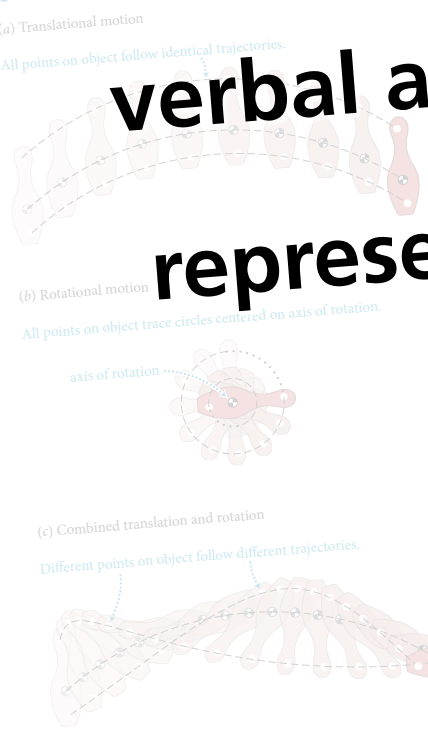 (a) Translational motion
All points on object follow identical trajectories.
verbal a
represe
(b) Rotational motion
All points on object trace circles centered on axis of rotation.
axis of rotation
(c) Combined translation and rotation
Different points on object follow different trajectories.